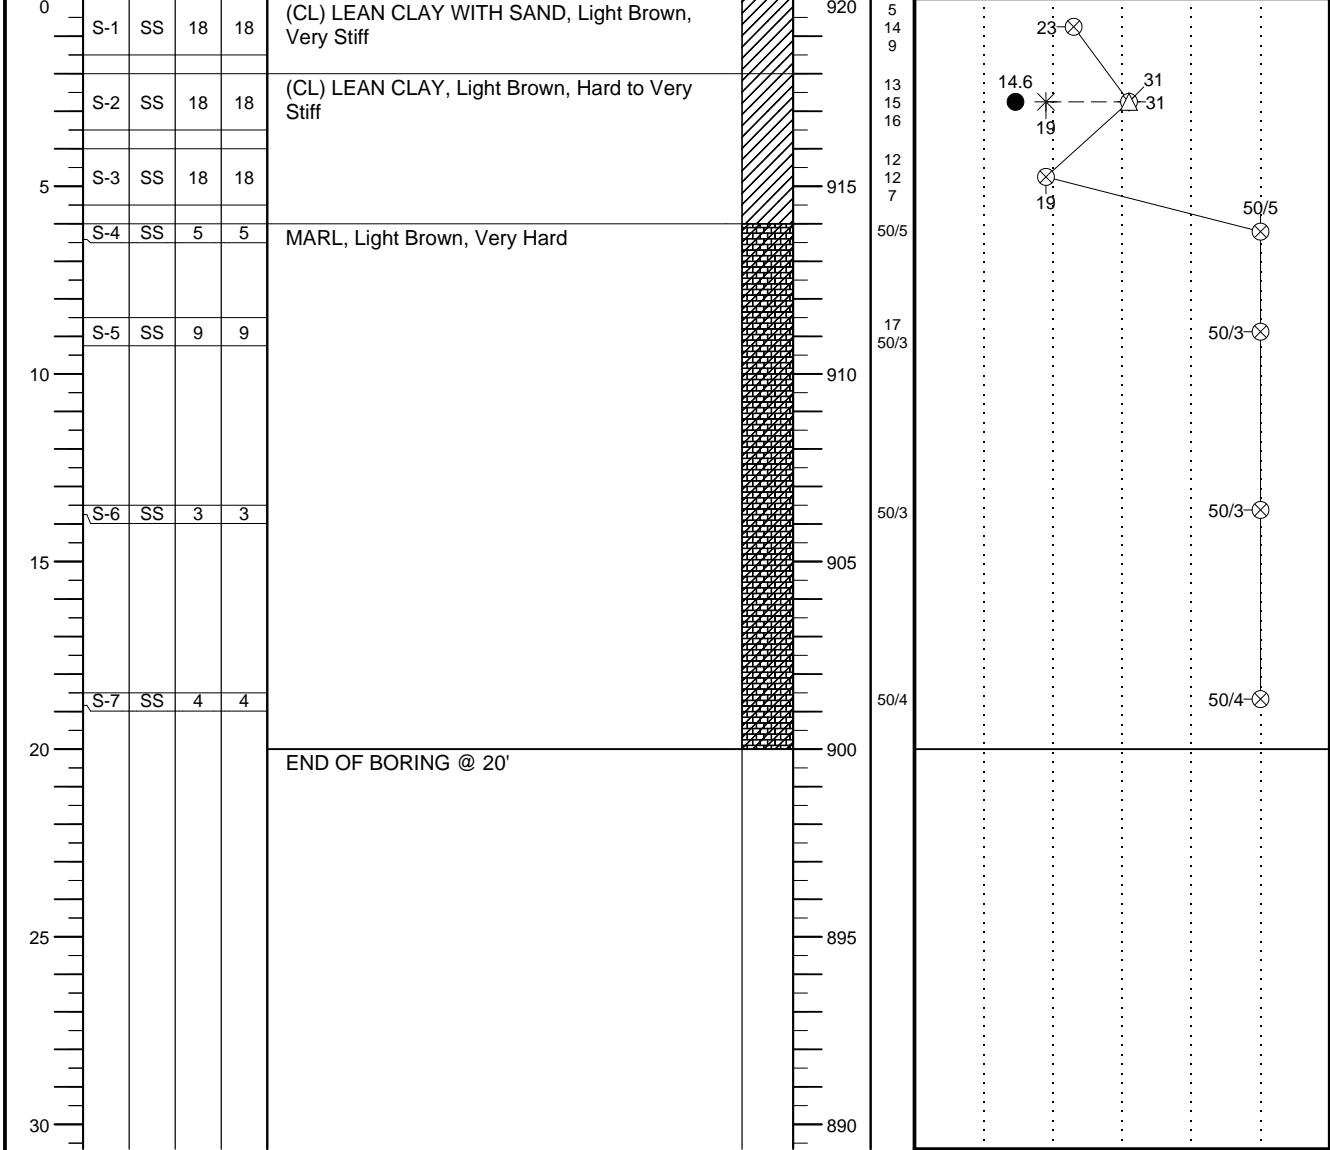 0
S-1 SS 18 18
(CL) LEAN CLAY WITH SAND, Light Brown,
Very Stiff
920
5
14
9
23
S-2 SS 18 18
(CL) LEAN CLAY, Light Brown, Hard to Very
Stiff
13
15
16
14.6
19
31
31
5
S-3 SS 18 18
915
12
12
7
19
S-4 SS 5 5
MARL, Light Brown, Very Hard
50/5
50/5
S-5 SS 9 9
17
50/3
50/3
10
910
S-6 SS 3 3
50/3
50/3
15
905
S-7 SS 4 4
50/4
50/4
20
END OF BORING @ 20'
900
25
895
30
890